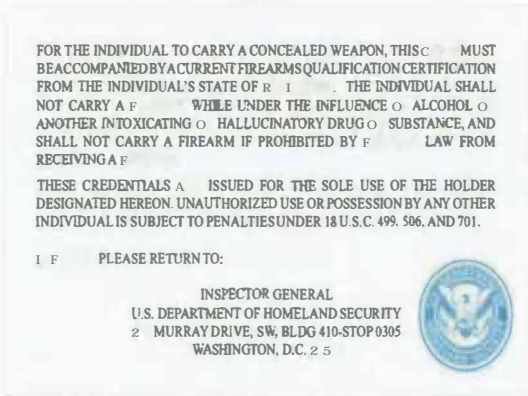 FOR THE INDIVIDUAL TO CARRY A CONCEALED WEAPON, THIS C MUST
BE ACCOMPANIED BY A CURRENT FIREARMS QUALIFICATION CERTIFICATION
FROM THE INDIVIDUAL'S STATE OF R I . THE INDIVIDUAL SHALL
NOT CARRY A F WHILE UNDER THE INFLUENCE O ALCOHOL O
ANOTHER INTOXICATING O HALLUCINATORY DRUG O SUBSTANCE, AND
SHALL NOT CARRY A FIREARM IF PROHIBITED BY F LAW FROM
RECEIVING A F
THESE CREDENTIALS A ISSUED FOR THE SOLE USE OF THE HOLDER
DESIGNATED HEREON. UNAUTHORIZED USE OR POSSESSION BY ANY OTHER
INDIVIDUAL IS SUBJECT TO PENALTIES UNDER 18 U.S.C. 499, 506, AND 701.
I F PLEASE RETURN TO:
INSPECTOR GENERAL
U.S. DEPARTMENT OF HOMELAND SECURITY
2 MURRAY DRIVE, SW, BLDG 410-STOP 0305
WASHINGTON, D.C. 2 5